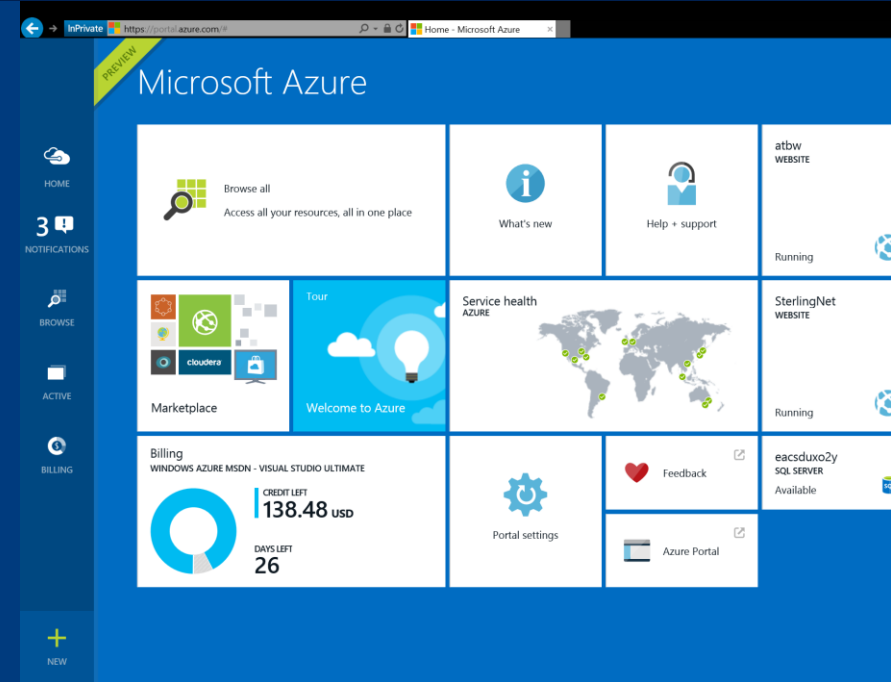 InPrivate
https://portal.azure.com/#
Home - Microsoft Azure
PREVIEW
Microsoft Azure
HOME
3
NOTIFICATIONS
BROWSE
ACTIVE
BILLING
NEW
Browse all
Access all your resources, all in one place
What's new
Help + support
atbw
WEBSITE
Running
cloudera
Marketplace
Tour
Welcome to Azure
Service health
AZURE
SterlingNet
WEBSITE
Running
Billing
WINDOWS AZURE MSDN - VISUAL STUDIO ULTIMATE
CREDIT LEFT
138.48 USD
DAYS LEFT
26
Portal settings
Feedback
Azure Portal
eacsduxo2y
SQL SERVER
Available